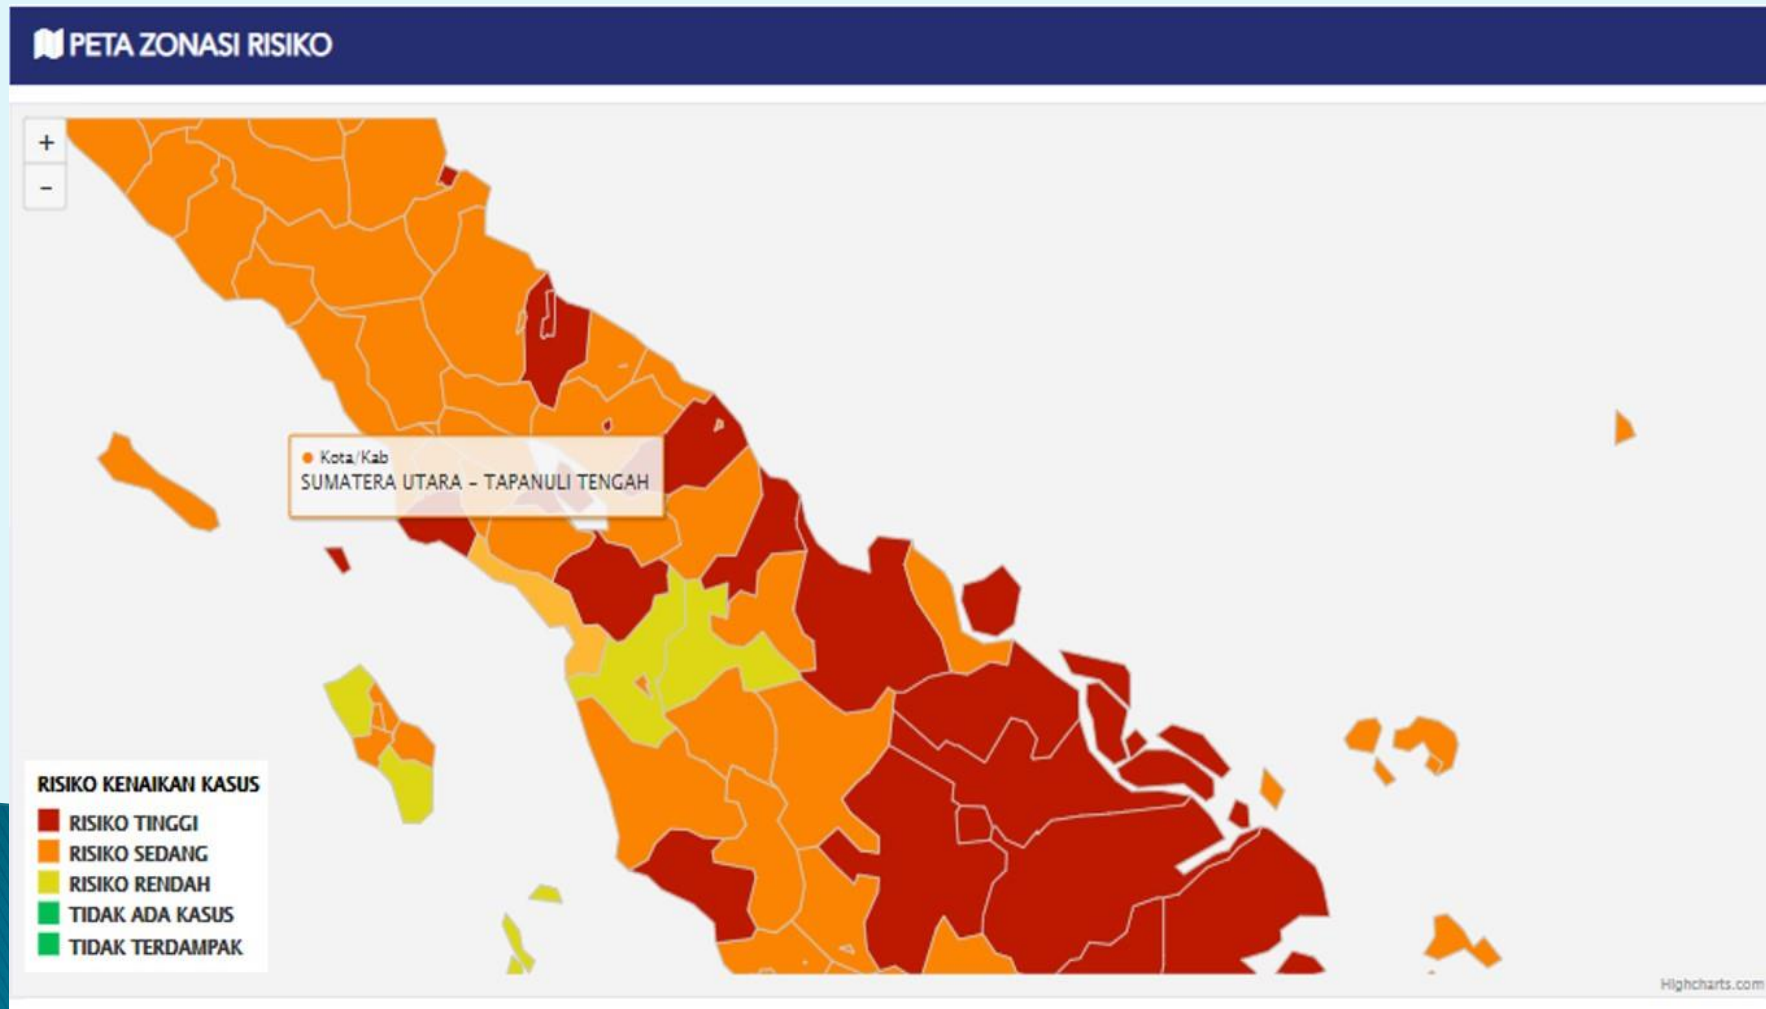 PETA ZONASI RISIKO
+
-
Kota/Kab
SUMATERA UTARA - TAPANULI TENGAH
RISIKO KENAIKAN KASUS
RISIKO TINGGI
RISIKO SEDANG
RISIKO RENDAH
TIDAK ADA KASUS
TIDAK TERDAMPAK
Highcharts.com